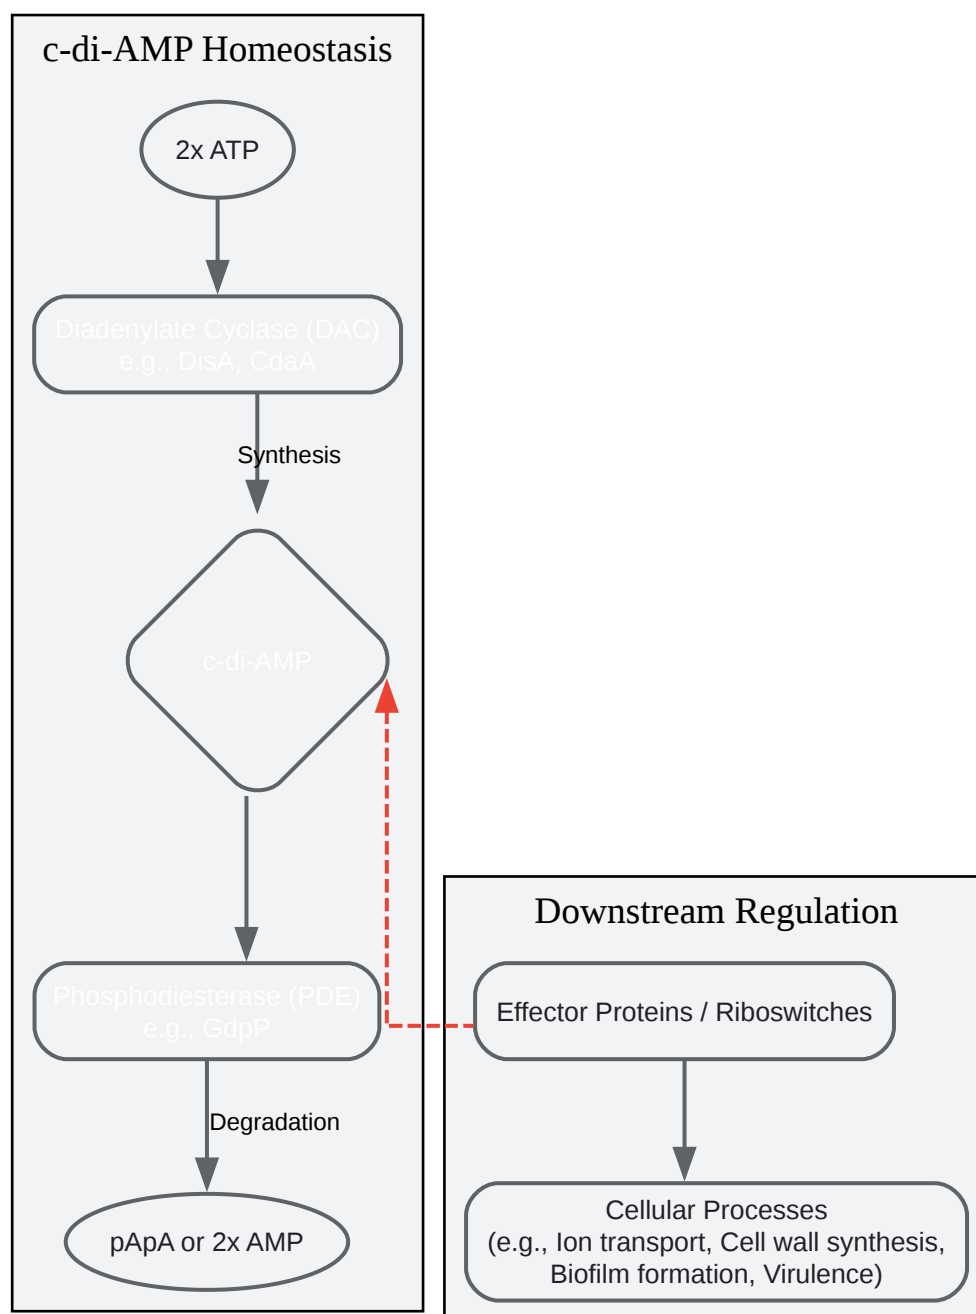 c-di-AMP Homeostasis
2x ATP
Diadenylate Cyclase (DAC)
e.g., DisA, CdaA
Synthesis
c-di-AMP
Phosphodiesterase (PDE)
e.g., GdpP
Degradation
pApA or 2x AMP
Downstream Regulation
Effector Proteins / Riboswitches
Cellular Processes
(e.g., Ion transport, Cell wall synthesis,
Biofilm formation, Virulence)